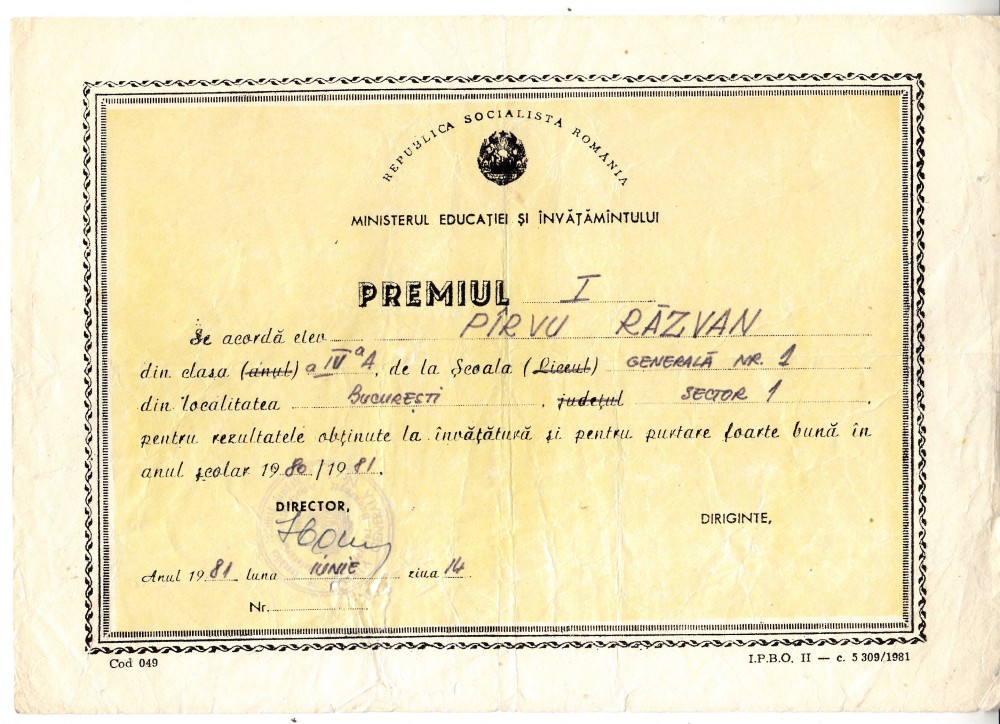 REPUBLICA SOCIALISTĂ ROMÂNIA
MINISTERUL EDUCAȚIEI ȘI ÎNVĂȚĂMÎNTULUI
PREMIUL I
Se acordă elev PÎRVU RĂZVAN
din clasa (anul) a IVa A, de la Școala (Liceul) GENERALĂ NR. 1
din localitatea BUCUREȘTI, județul SECTOR 1,
pentru rezultatele obținute la învățătură și pentru purtare foarte bună în
anul școlar 1980/1981.
DIRECTOR,
DIRIGINTE,
Anul 1981 luna IUNIE ziua 14
Nr.
Cod 049
I.P.B.O. II — c. 5 309/1981